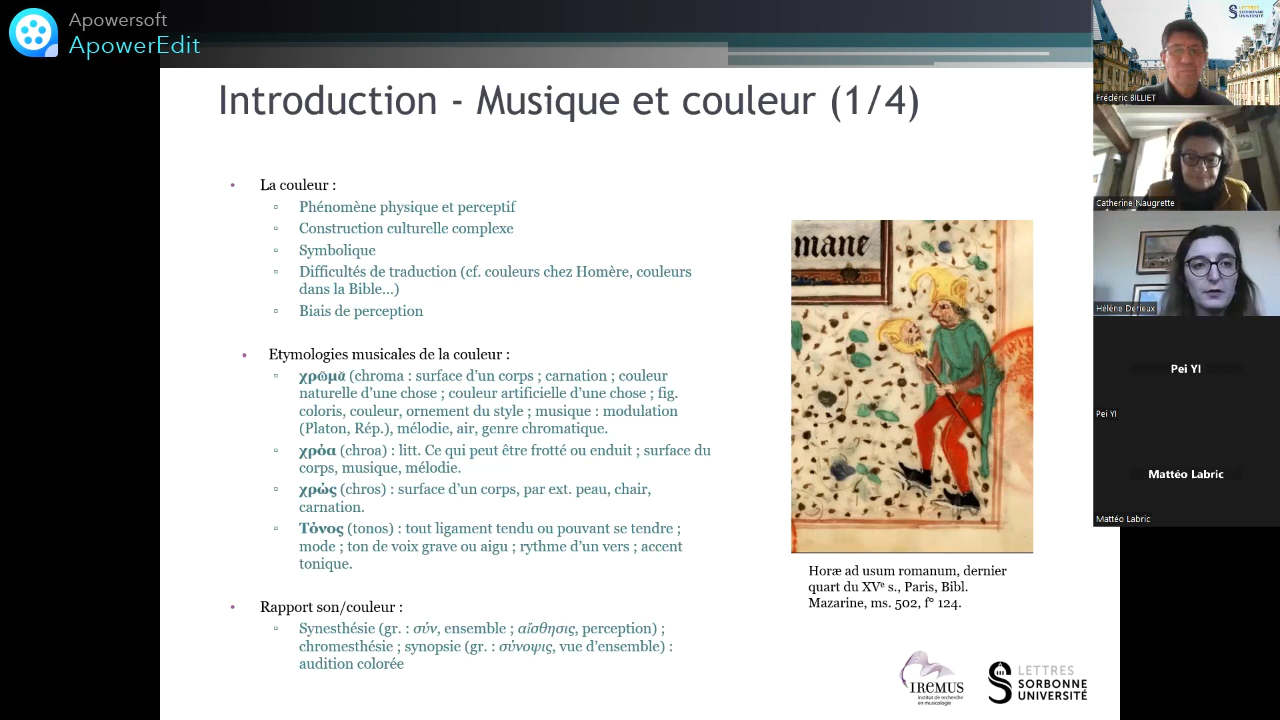 Apowersoft
ApowerEdit
Introduction - Musique et couleur (1/4)
• La couleur :
▫ Phénomène physique et perceptif
▫ Construction culturelle complexe
▫ Symbolique
▫ Difficultés de traduction (cf. couleurs chez Homère, couleurs
dans la Bible...)
▫ Biais de perception
• Etymologies musicales de la couleur :
▫ χρῶμᾰ (chroma : surface d'un corps ; carnation ; couleur
naturelle d'une chose ; couleur artificielle d'une chose ; fig.
coloris, couleur, ornement du style ; musique : modulation
(Platon, Rép.), mélodie, air, genre chromatique.
▫ χρόα (chroa) : litt. Ce qui peut être frotté ou enduit ; surface du
corps, musique, mélodie.
▫ χρώς (chros) : surface d'un corps, par ext. peau, chair,
carnation.
▫ Τόνος (tonos) : tout ligament tendu ou pouvant se tendre ;
mode ; ton de voix grave ou aigu ; rythme d'un vers ; accent
tonique.
• Rapport son/couleur :
▫ Synesthésie (gr. : σύν, ensemble ; αἴσθησις, perception) ;
chromesthésie ; synopsie (gr. : σύνοψις, vue d'ensemble) :
audition colorée
mane
Horæ ad usum romanum, dernier
quart du XVe s., Paris, Bibl.
Mazarine, ms. 502, f° 124.
IREMUS
institut de recherche
en musicologie
LETTRES
SORBONNE
UNIVERSITÉ
LETTRES
SORBONNE
UNIVERSITÉ
Frédéric BILLIET
Catherine Naugrette
Hélène Derieux
Pei YI
Pei YI
Mattéo Labric
Mattéo Labric